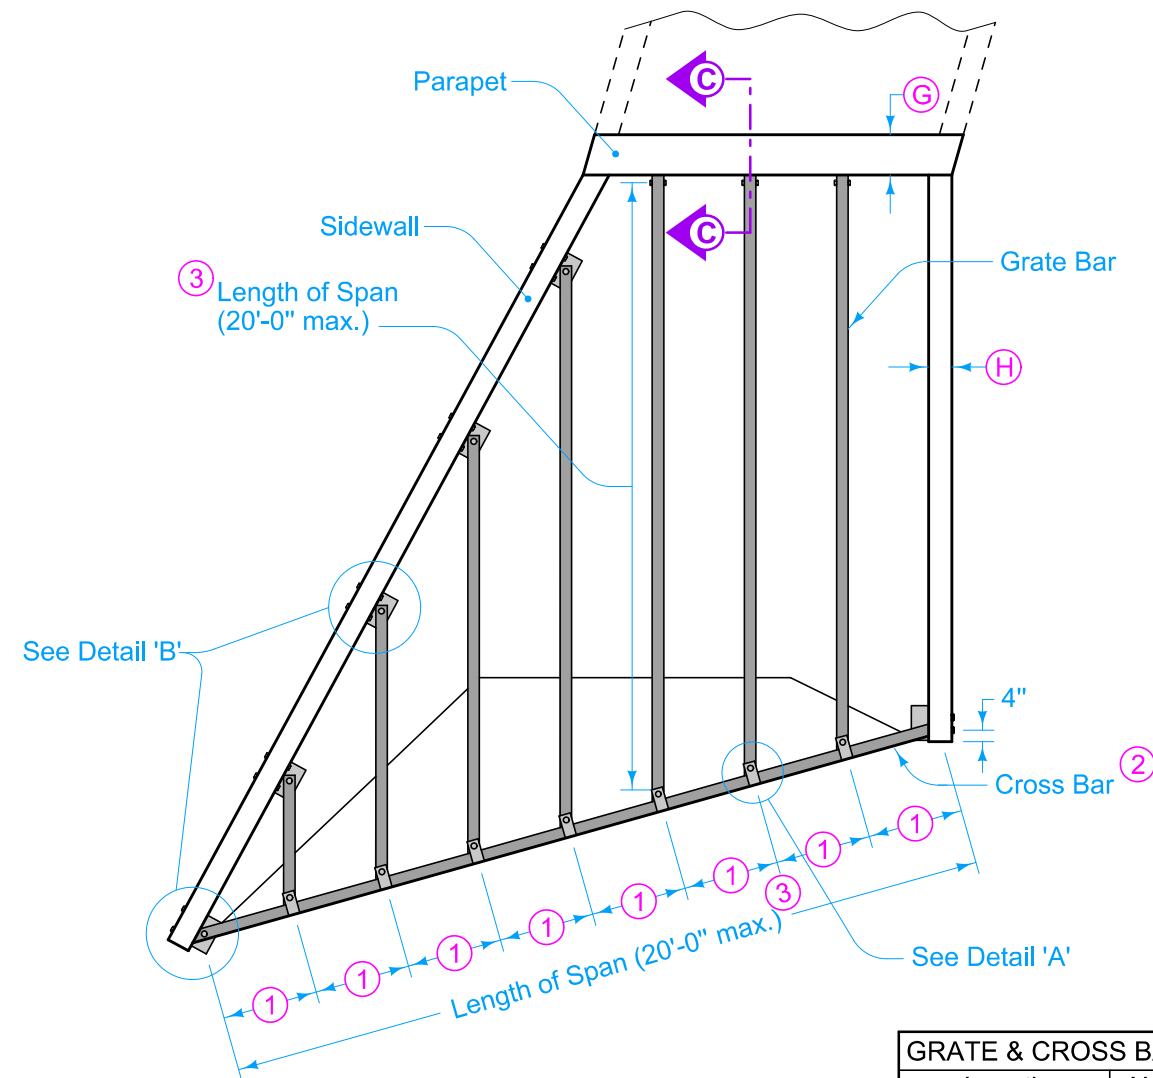 C
G
Parapet
Sidewall
C
Grate Bar
3
Length of Span
(20'-0" max.)
H
See Detail 'B'
4"
2
Cross Bar
1
1
1
3
1
1
1
1
1
Length of Span (20'-0" max.)
See Detail 'A'
GRATE & CROSS